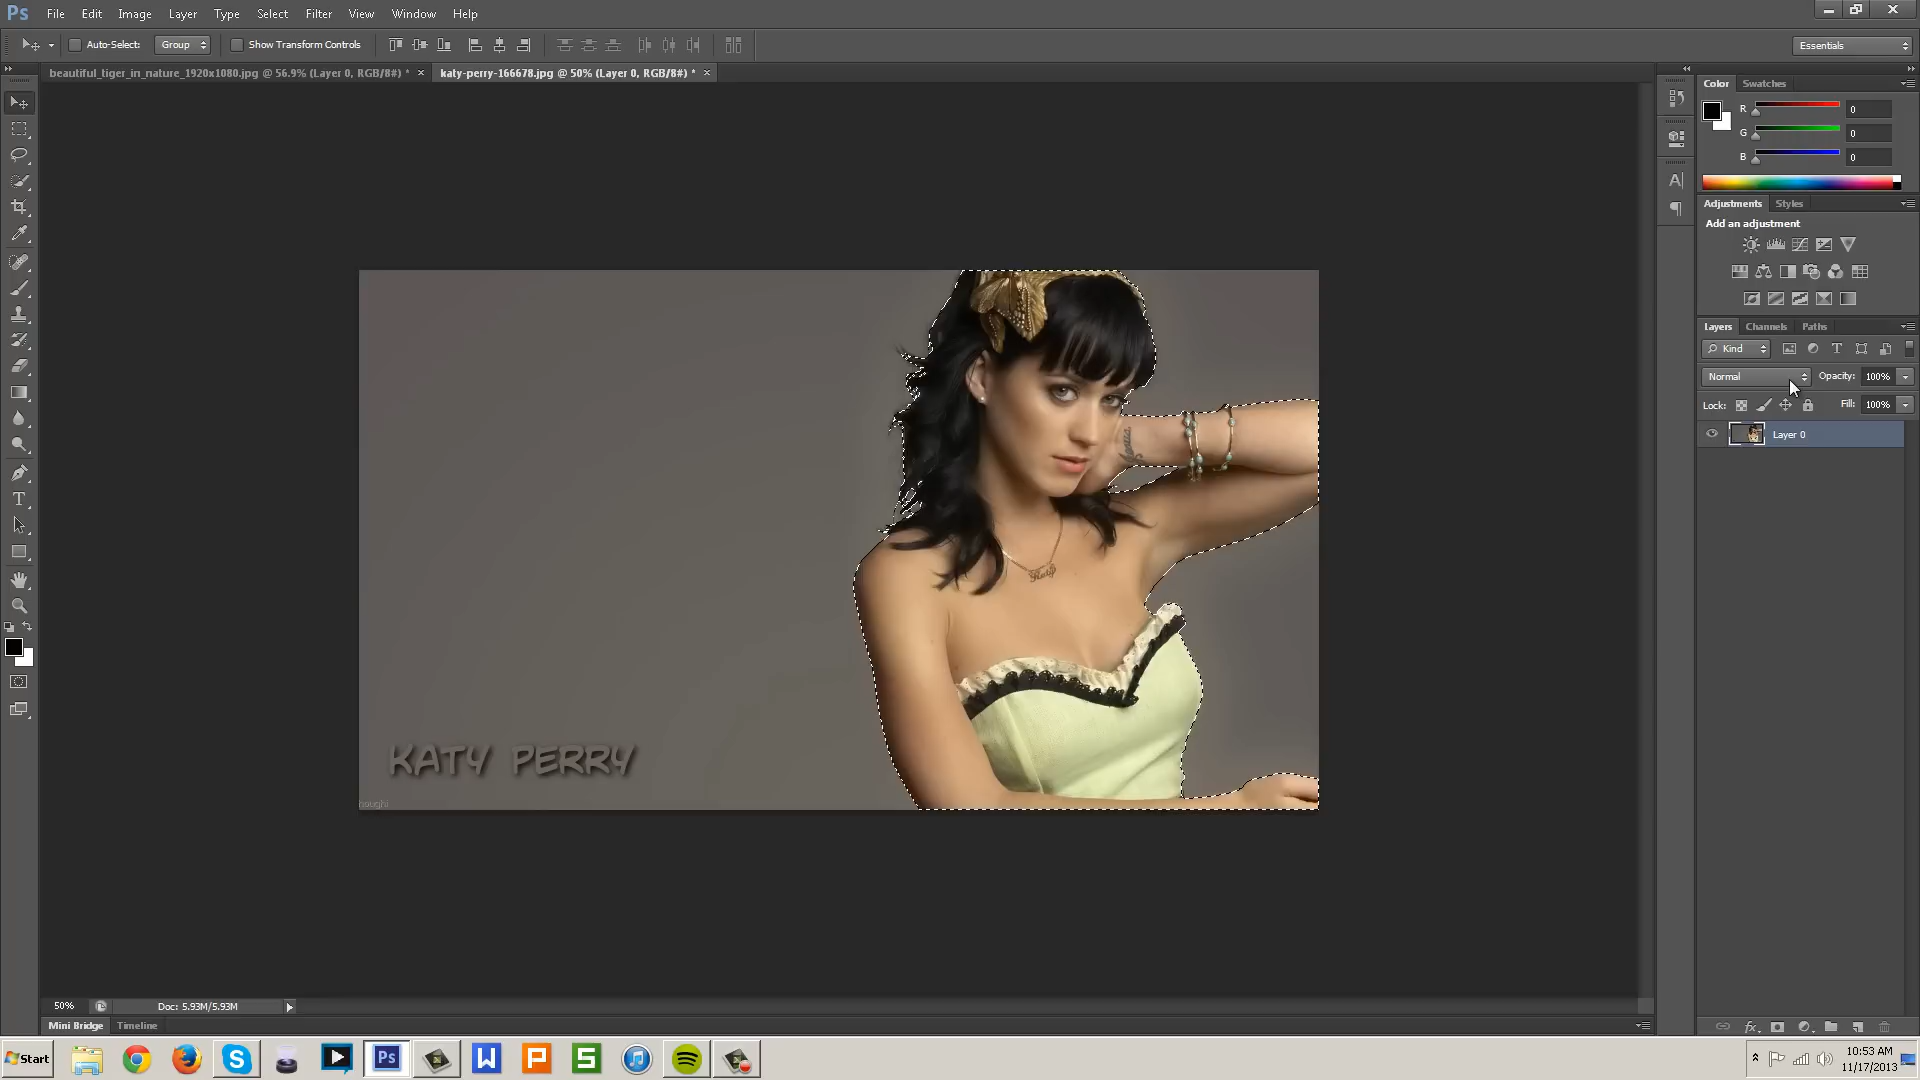 Ps File Edit Image Layer Type Select Filter View Window Help
Auto-Select: Group Show Transform Controls Essentials
beautiful_tiger_in_nature_1920x1080.jpg @ 56.9% (Layer 0, RGB/8#) * × katy-perry-166678.jpg @ 50% (Layer 0, RGB/8#) * ×
Color Swatches
R 0
G 0
B 0
Adjustments Styles
Add an adjustment
Layers Channels Paths
Kind
Normal Opacity: 100%
Lock: Fill: 100%
Layer 0
KATY PERRY
houghi
50% Doc: 5.93M/5.93M
Mini Bridge Timeline
Start
10:53 AM
11/17/2013